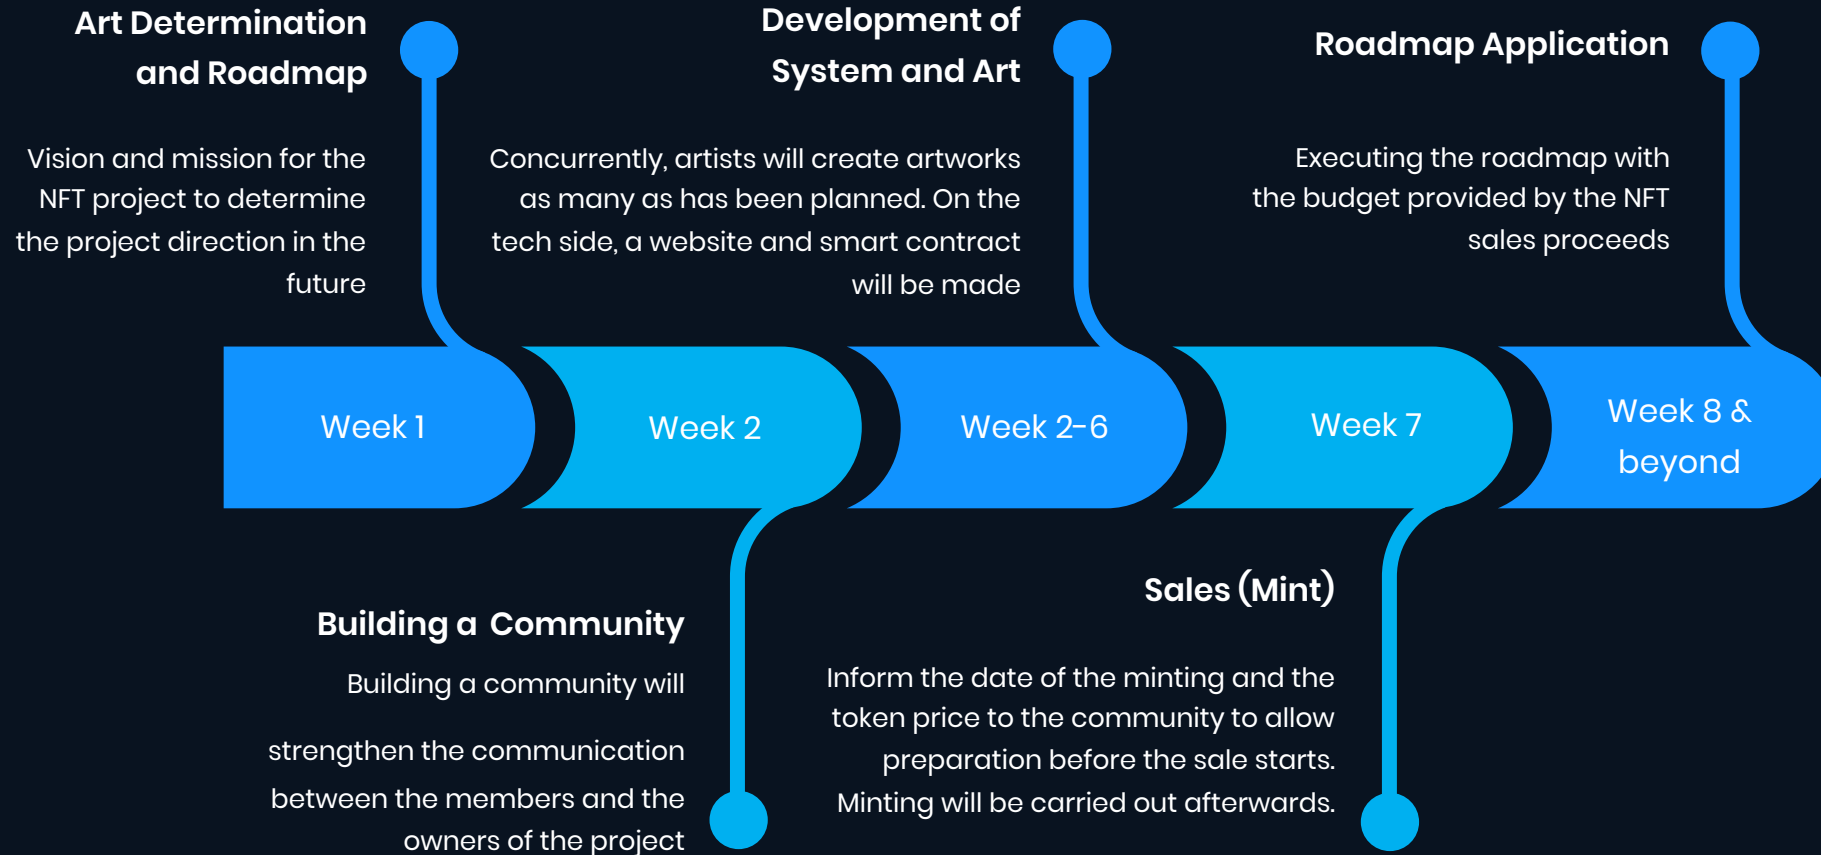 Art Determination
and Roadmap
Vision and mission for the
NFT project to determine
the project direction in the
future
Development of
System and Art
Concurrently, artists will create artworks
as many as has been planned. On the
tech side, a website and smart contract
will be made
Roadmap Application
Executing the roadmap with
the budget provided by the NFT
sales proceeds
Week 1
Week 2
Week 2-6
Week 7
Week 8 &
beyond
Building a Community
Building a community will
strengthen the communication
between the members and the
owners of the project
Sales (Mint)
Inform the date of the minting and the
token price to the community to allow
preparation before the sale starts.
Minting will be carried out afterwards.